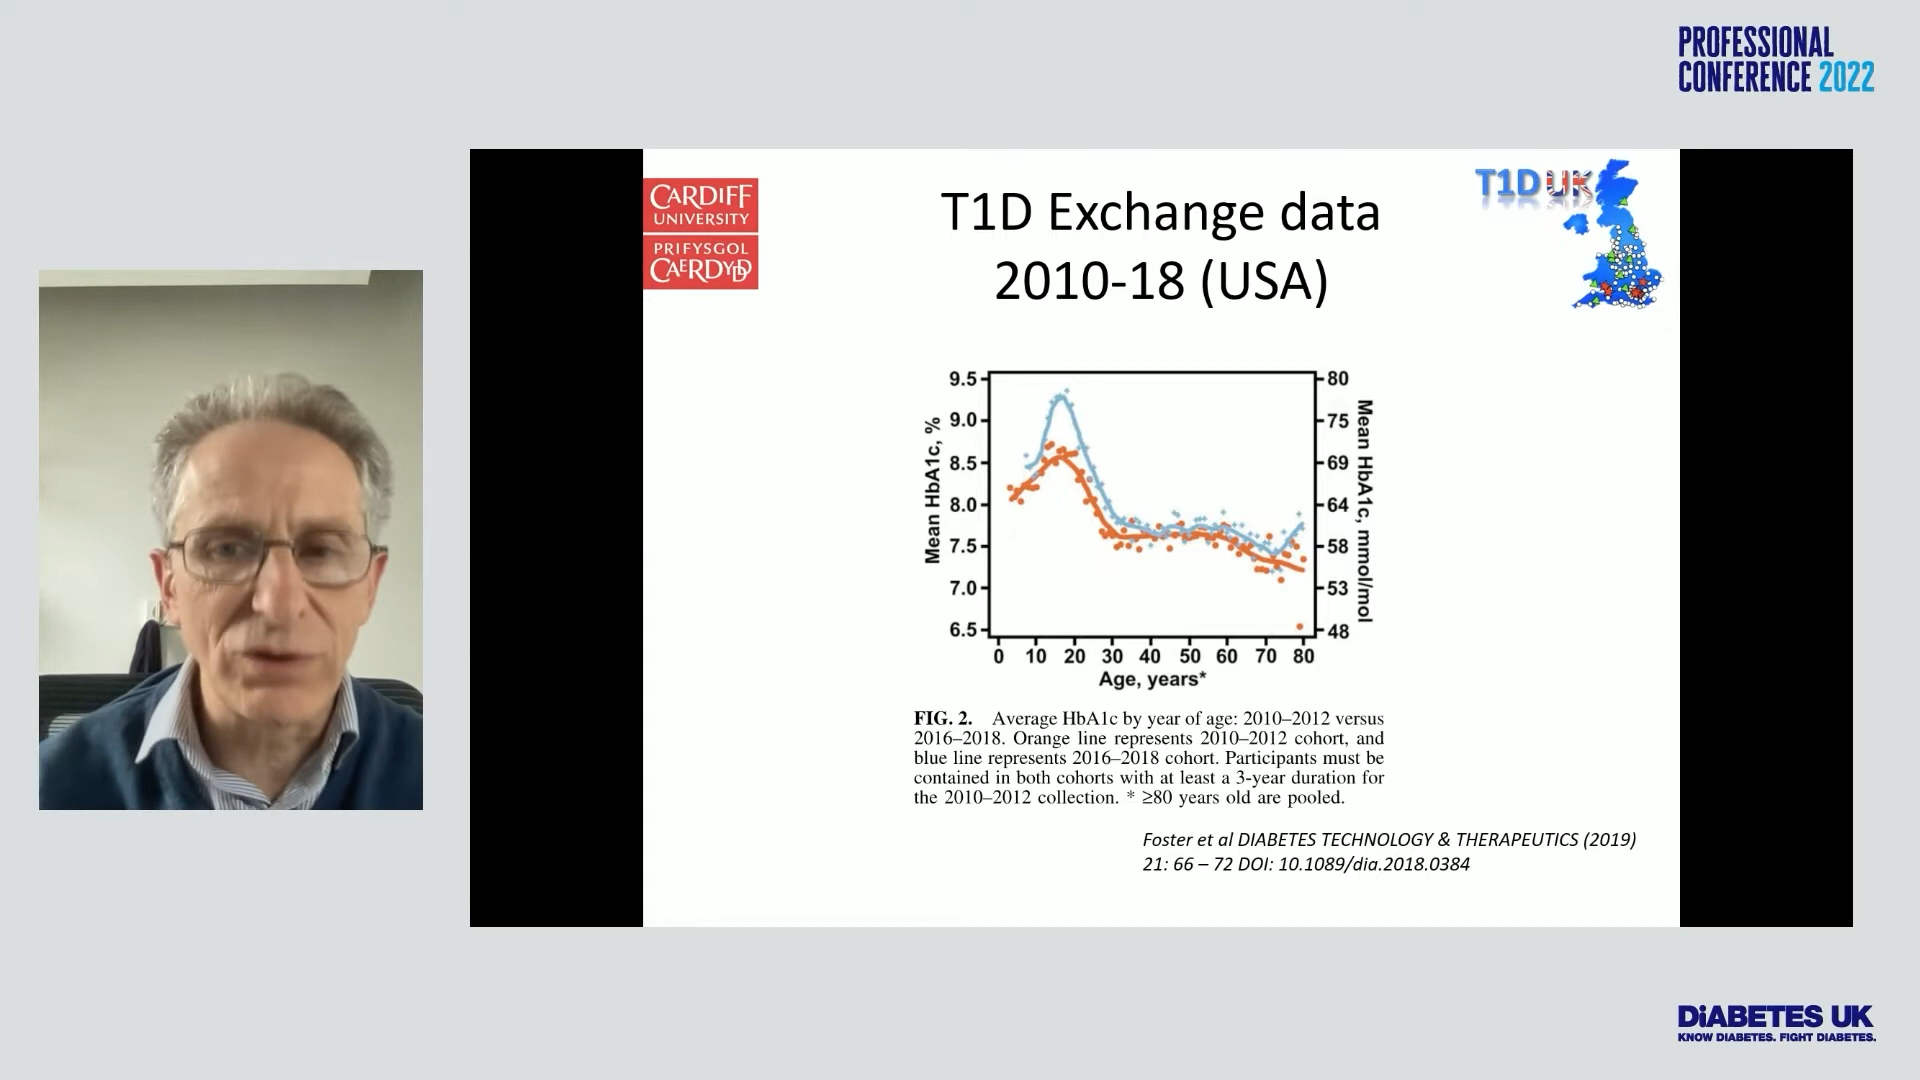 PROFESSIONAL
CONFERENCE 2022
CARDIFF
UNIVERSITY
PRIFYSGOL
CAERDYDD
T1D Exchange data
2010-18 (USA)
T1D UK
9.5
9.0
8.5
8.0
7.5
7.0
6.5
Mean HbA1c, %
80
75
69
64
58
53
48
Mean HbA1c, mmol/mol
0 10 20 30 40 50 60 70 80
Age, years*
FIG. 2. Average HbA1c by year of age: 2010–2012 versus
2016–2018. Orange line represents 2010–2012 cohort, and
blue line represents 2016–2018 cohort. Participants must be
contained in both cohorts with at least a 3-year duration for
the 2010–2012 collection. * ≥80 years old are pooled.
Foster et al DIABETES TECHNOLOGY & THERAPEUTICS (2019)
21: 66 – 72 DOI: 10.1089/dia.2018.0384
DiABETES UK
KNOW DIABETES. FIGHT DIABETES.